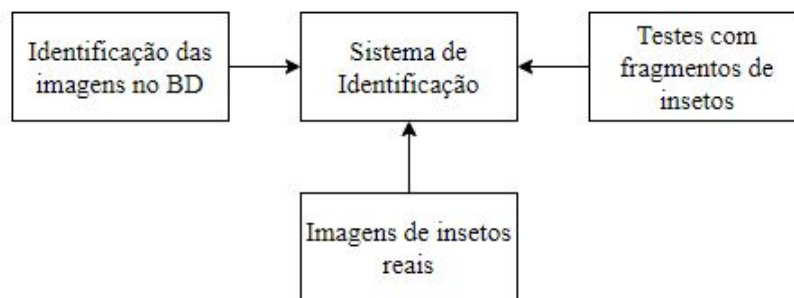 Identificação das
imagens no BD
Sistema de
Identificação
Testes com
fragmentos de
insetos
Imagens de insetos
reais